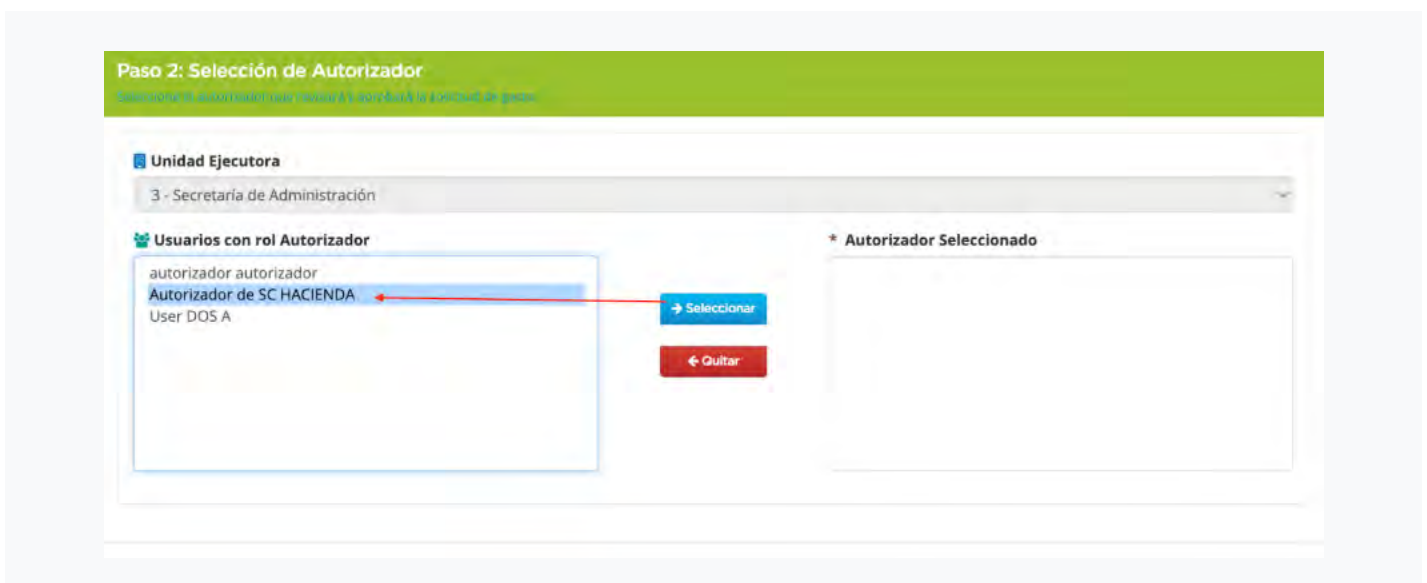 Paso 2: Selección de Autorizador
Unidad Ejecutora
3 - Secretaría de Administración
Usuarios con rol Autorizador
* Autorizador Seleccionado
autorizador autorizador
Autorizador de SC HACIENDA
User DOS A
Seleccionar
Quitar